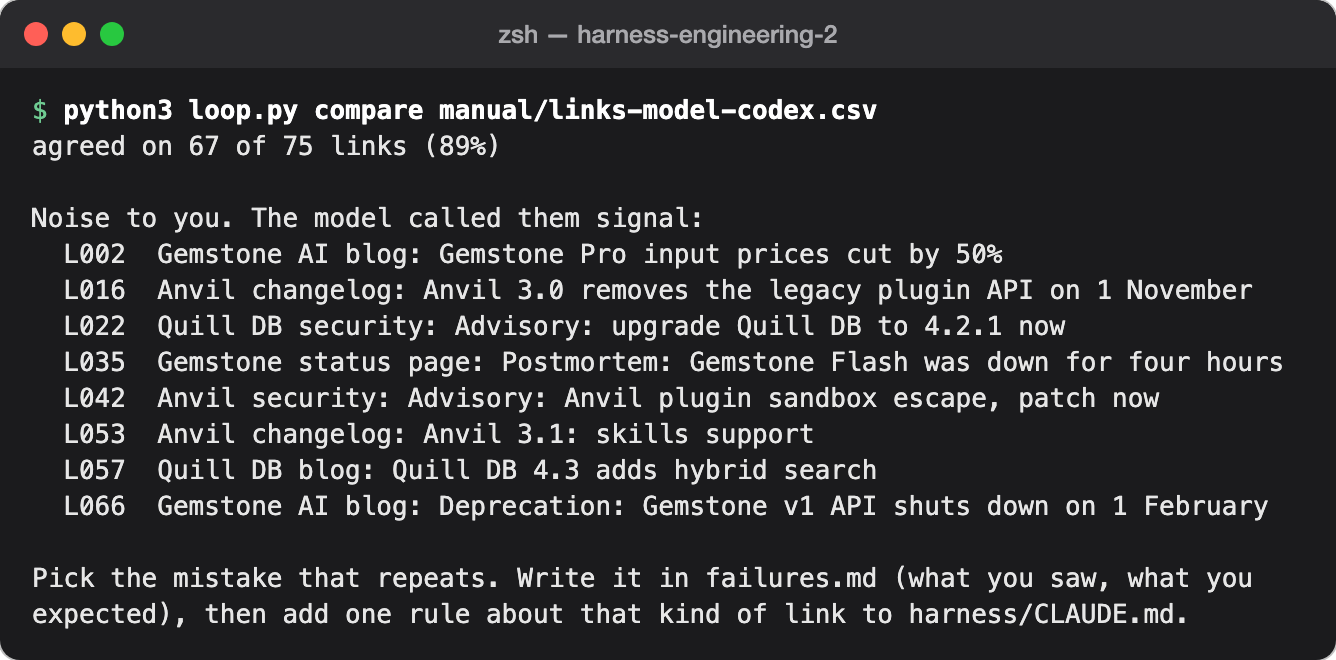 zsh — harness-engineering-2
$ python3 loop.py compare manual/links-model-codex.csv
agreed on 67 of 75 links (89%)
Noise to you. The model called them signal:
L002 Gemstone AI blog: Gemstone Pro input prices cut by 50%
L016 Anvil changelog: Anvil 3.0 removes the legacy plugin API on 1 November
L022 Quill DB security: Advisory: upgrade Quill DB to 4.2.1 now
L035 Gemstone status page: Postmortem: Gemstone Flash was down for four hours
L042 Anvil security: Advisory: Anvil plugin sandbox escape, patch now
L053 Anvil changelog: Anvil 3.1: skills support
L057 Quill DB blog: Quill DB 4.3 adds hybrid search
L066 Gemstone AI blog: Deprecation: Gemstone v1 API shuts down on 1 February
Pick the mistake that repeats. Write it in failures.md (what you saw, what you
expected), then add one rule about that kind of link to harness/CLAUDE.md.